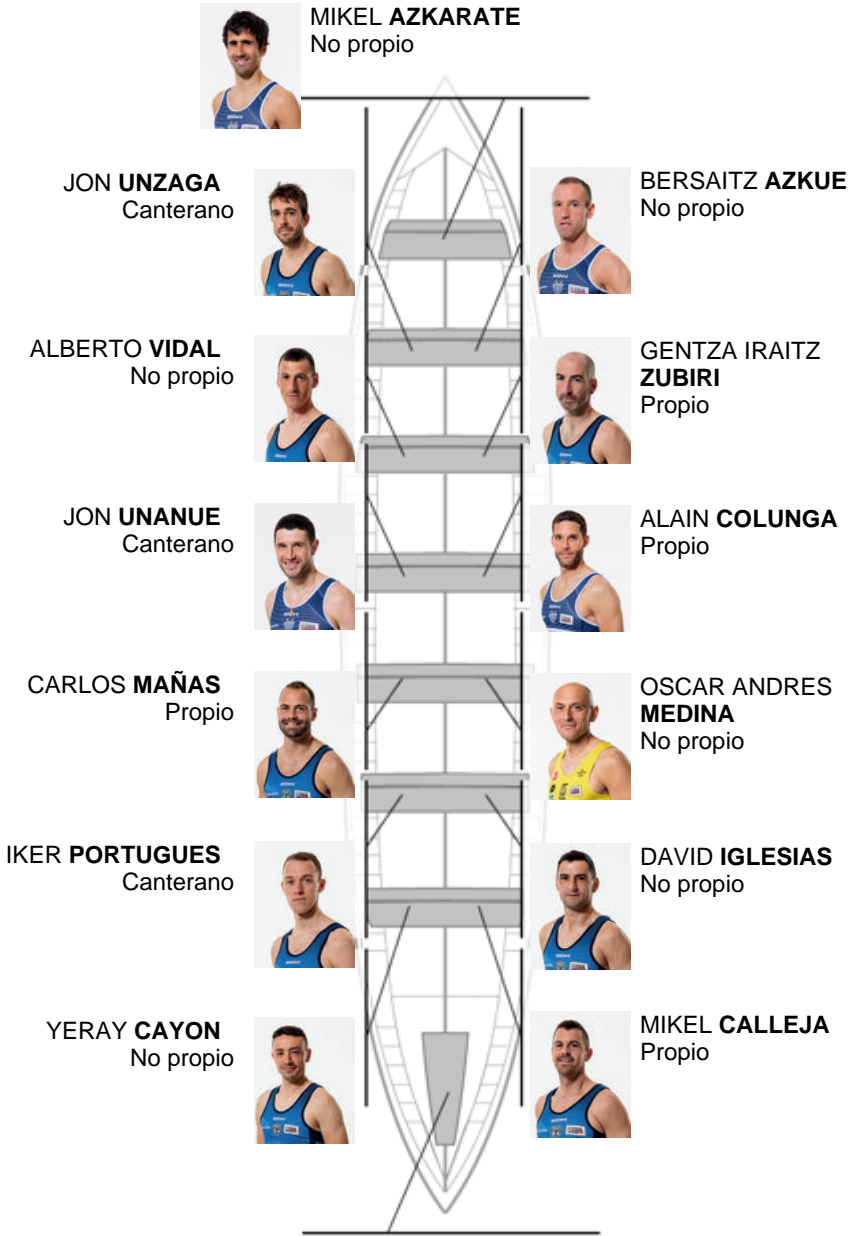 MIKEL AZKARATE
No propio
JON UNZAGA
Canterano
BERSAITZ AZKUE
No propio
ALBERTO VIDAL
No propio
GENTZA IRAITZ
ZUBIRI
Propio
JON UNANUE
Canterano
ALAIN COLUNGA
Propio
CARLOS MAÑAS
Propio
OSCAR ANDRES
MEDINA
No propio
IKER PORTUGUES
Canterano
DAVID IGLESIAS
No propio
YERAY CAYON
No propio
MIKEL CALLEJA
Propio